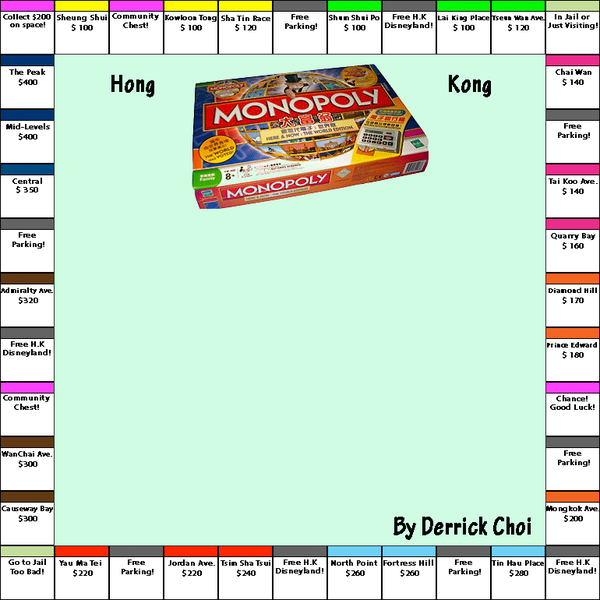 Collect $200
on space!
Sheung Shui
$ 100
Community
Chest!
Kowloon Tong
$ 100
Sha Tin Race
$ 120
Free
Parking!
Shum Shui Po
$ 100
Free H.K
Disneyland!
Lai King Place
$ 100
Tseun Wan Ave.
$ 120
In Jail or
Just Visiting!
The Peak
$400
Mid-Levels
$400
Central
$ 350
Free
Parking!
Admiralty Ave.
$320
Free H.K
Disneyland!
Community
Chest!
WanChai Ave.
$300
Causeway Bay
$300
Hong
Kong
MONOPOLY
大富翁
HERE & NOW: THE WORLD EDITION
8+
MONOPOLY
Chai Wan
$ 140
Free
Parking!
Tai Koo Ave.
$ 140
Quarry Bay
$ 160
Diamond Hill
$ 170
Prince Edward
$ 180
Chance!
Good Luck!
Free
Parking!
Mongkok Ave.
$200
By Derrick Choi
Go to Jail
Too Bad!
Yau Ma Tei
$220
Free
Parking!
Jordan Ave.
$220
Tsim Sha Tsui
$240
Free H.K
Disneyland!
North Point
$260
Fortress Hill
$260
Free
Parking!
Tin Hau Place
$280
Free H.K
Disneyland!